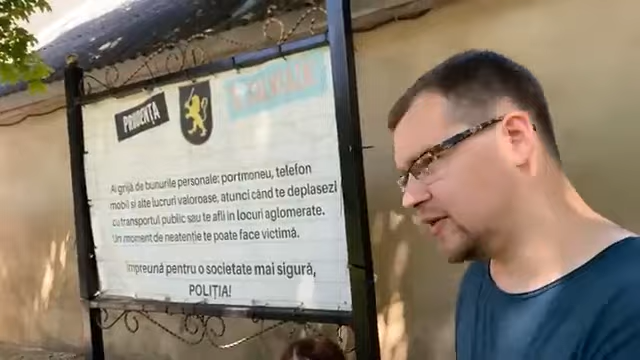 PRUDENȚA
Ai grijă de bunurile personale: portmoneu, telefon
mobil și alte lucruri valoroase, atunci când te deplasezi
cu transportul public sau te afli în locuri aglomerate.
Un moment de neatenție te poate face victimă.
Împreună pentru o societate mai sigură,
POLIȚIA!